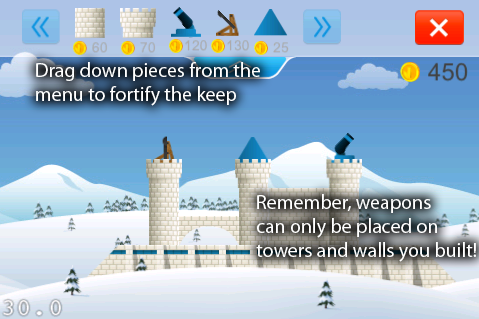 60 70 120 130 25
450
Drag down pieces from the
menu to fortify the keep
Remember, weapons
can only be placed on
towers and walls you built!
30.0